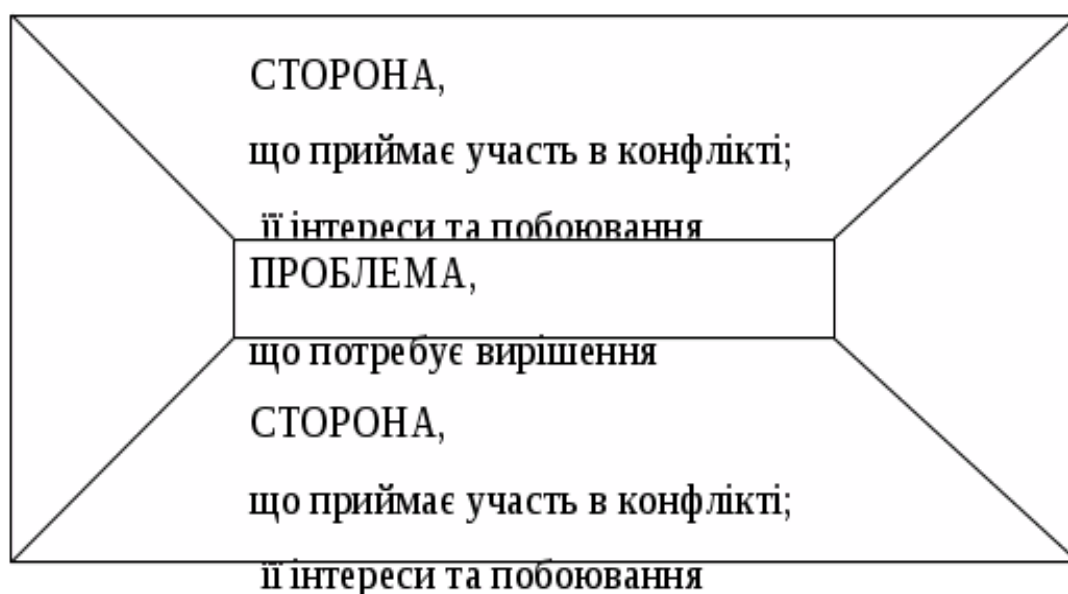 СТОРОНА,
що приймає участь в конфлікті;
її інтереси та побоювання
ПРОБЛЕМА,
що потребує вирішення
СТОРОНА,
що приймає участь в конфлікті;
її інтереси та побоювання